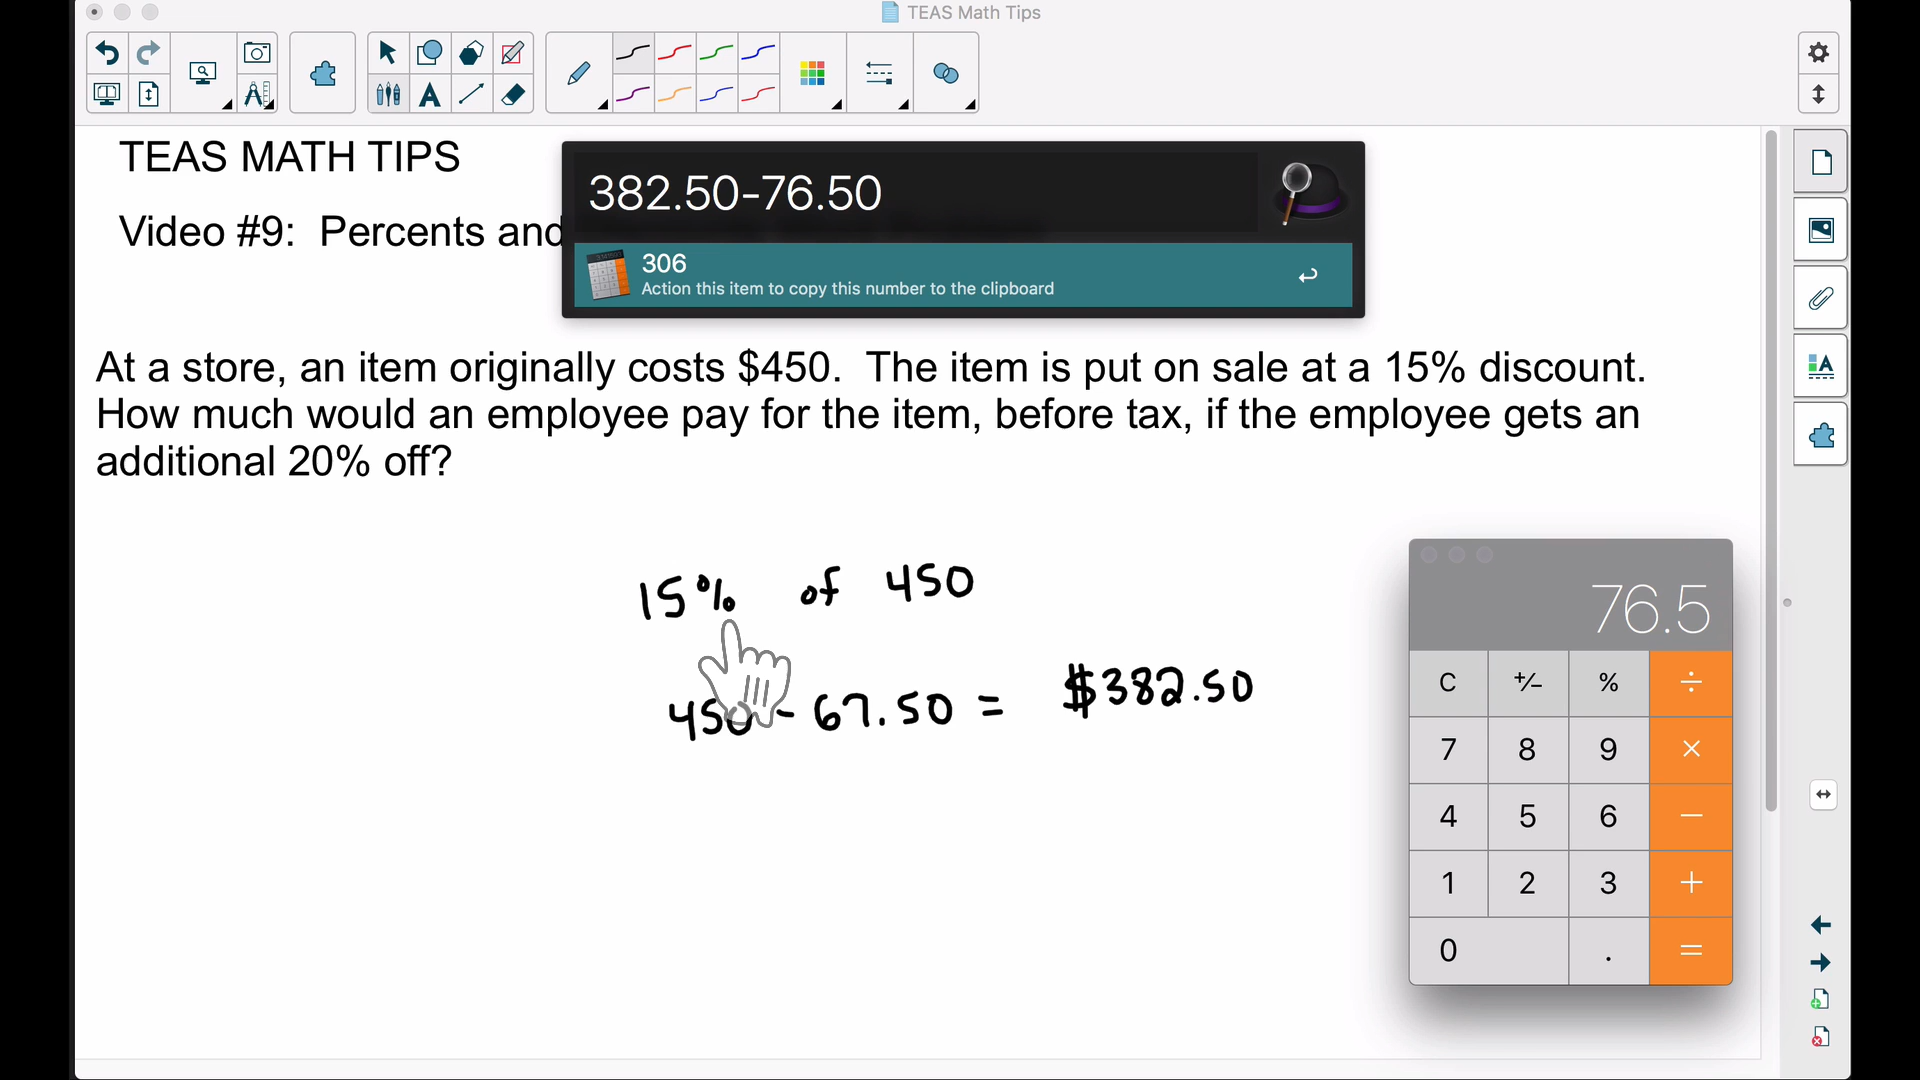 TEAS Math Tips
TEAS MATH TIPS
Video #9: Percents and
382.50-76.50
306
Action this item to copy this number to the clipboard
At a store, an item originally costs $450. The item is put on sale at a 15% discount.
How much would an employee pay for the item, before tax, if the employee gets an
additional 20% off?
15% of 450
450 - 67.50 = $382.50
76.5
C +/- % ÷
7 8 9 ×
4 5 6 −
1 2 3 +
0 . =